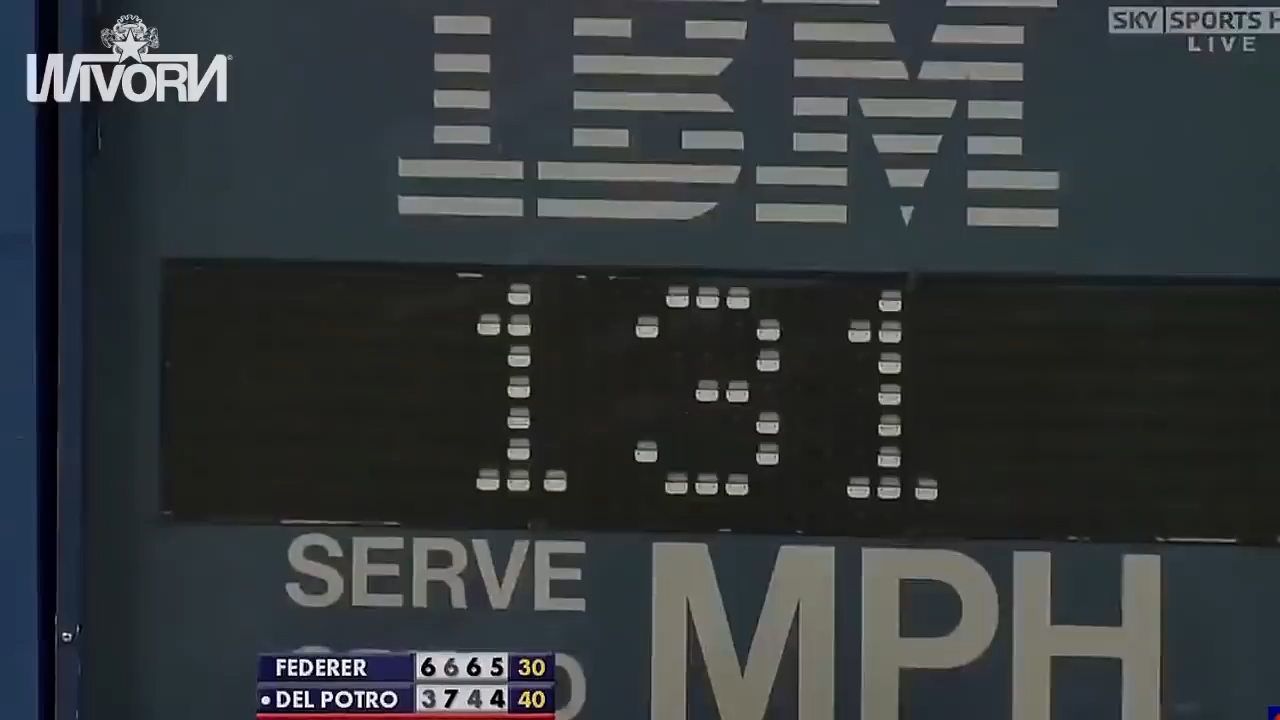 WIVORN
SKY SPORTS H
LIVE
IBM
131
SERVE
MPH
FEDERER 6 6 6 5 30
DEL POTRO 3 7 4 4 40